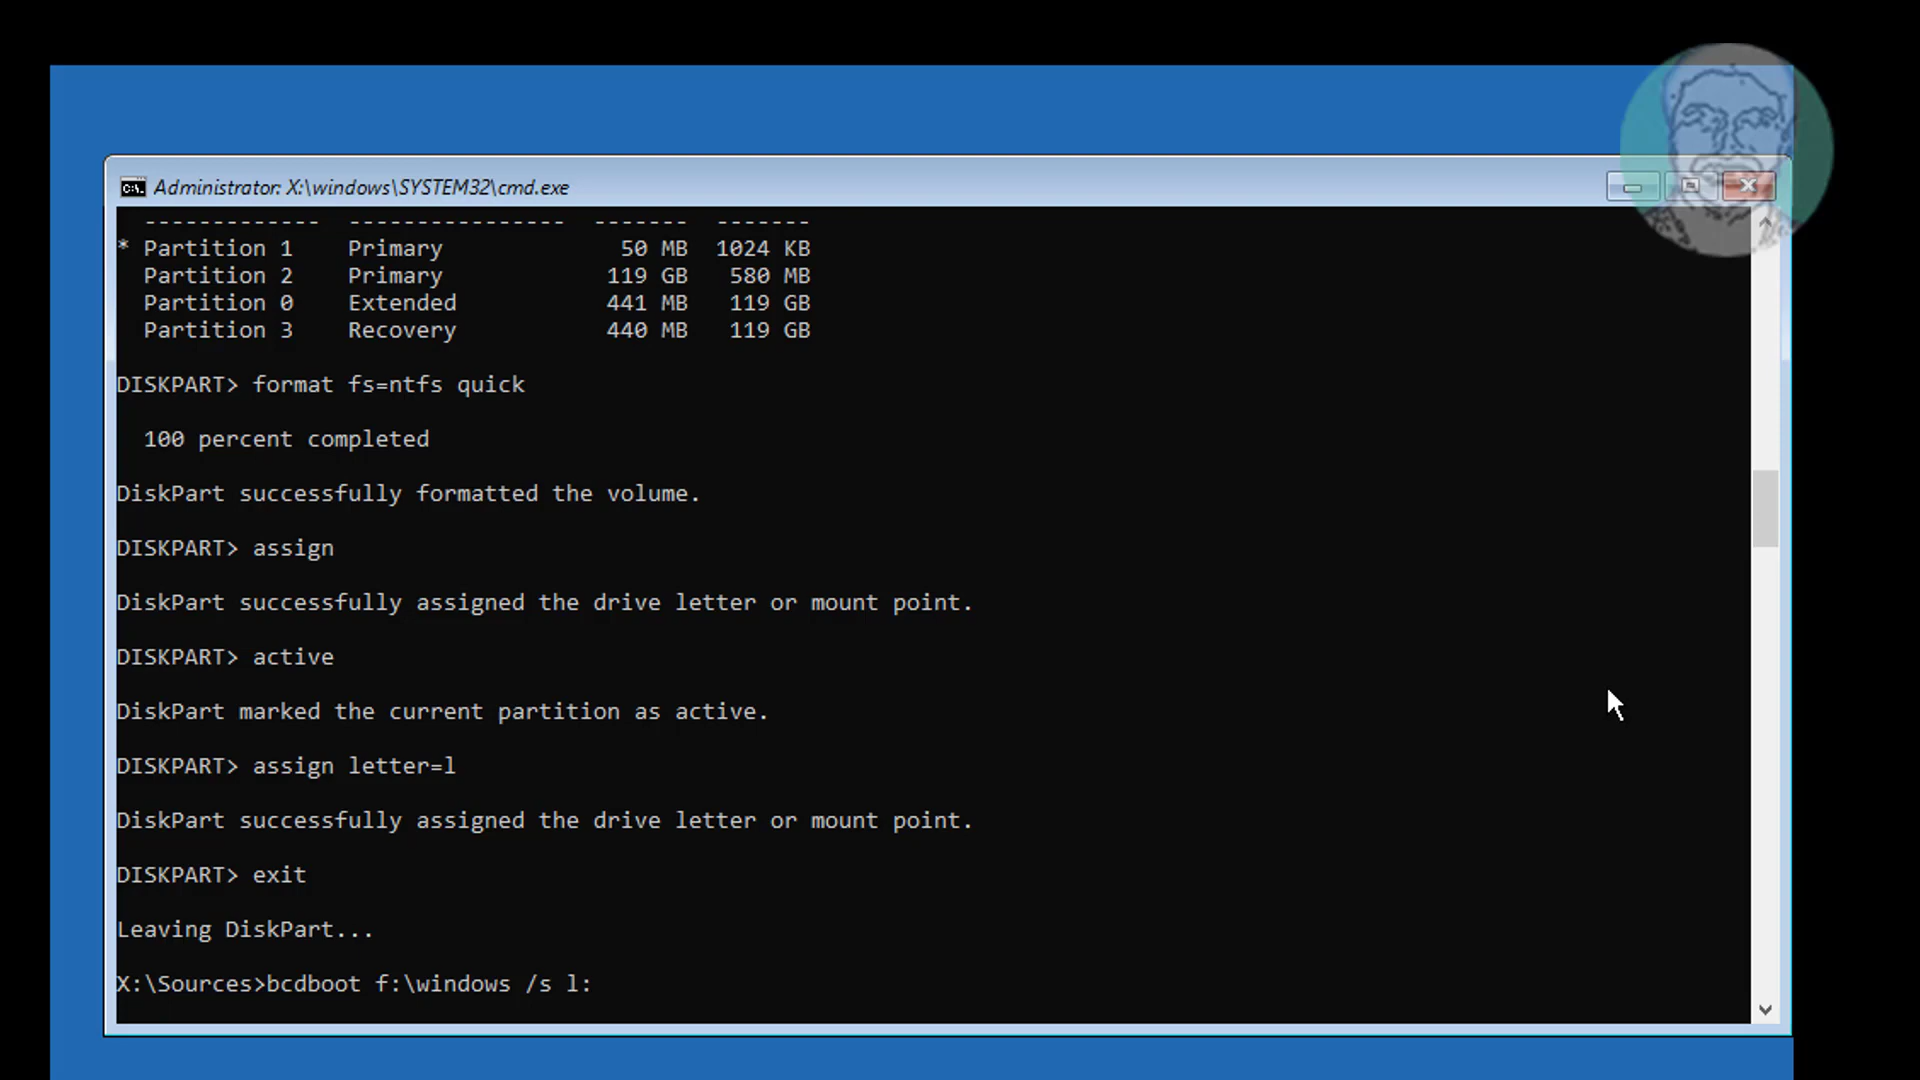 Administrator: X:\windows\SYSTEM32\cmd.exe
------------- ---------------- ------- -------
* Partition 1 Primary 50 MB 1024 KB
Partition 2 Primary 119 GB 580 MB
Partition 0 Extended 441 MB 119 GB
Partition 3 Recovery 440 MB 119 GB
DISKPART> format fs=ntfs quick
100 percent completed
DiskPart successfully formatted the volume.
DISKPART> assign
DiskPart successfully assigned the drive letter or mount point.
DISKPART> active
DiskPart marked the current partition as active.
DISKPART> assign letter=l
DiskPart successfully assigned the drive letter or mount point.
DISKPART> exit
Leaving DiskPart...
X:\Sources>bcdboot f:\windows /s l: